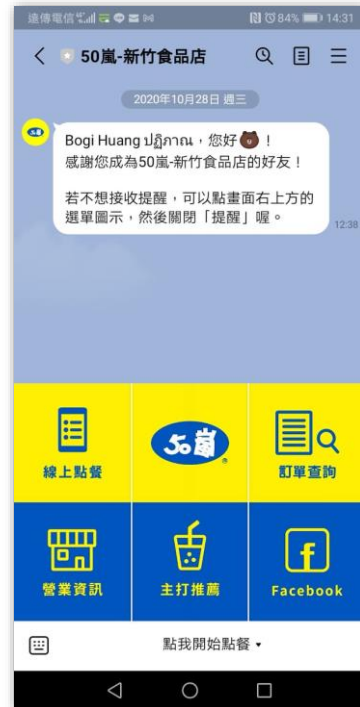 遠傳電信 84% 14:31
50嵐-新竹食品店
2020年10月28日 週三
Bogi Huang ปฏิภาณ，您好！
感謝您成為50嵐-新竹食品店的好友！
若不想接收提醒，可以點畫面右上方的
選單圖示，然後關閉「提醒」喔。
12:38
線上點餐
50嵐
訂單查詢
營業資訊
主打推薦
Facebook
點我開始點餐